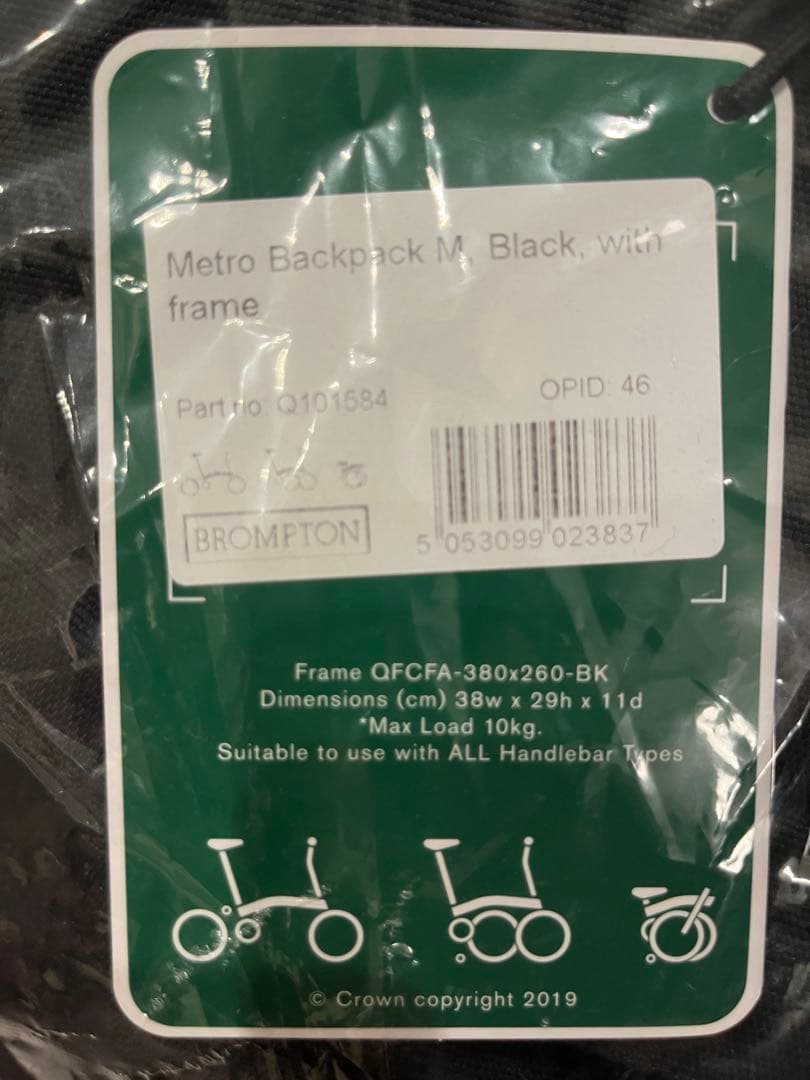 Metro Backpack M, Black, with
frame
OPID: 46
Part no: Q101584
BROMPTON
5 053099 023837
Frame QFCFA-380x260-BK
Dimensions (cm) 38w x 29h x 11d
*Max Load 10kg.
Suitable to use with ALL Handlebar Types
© Crown copyright 2019